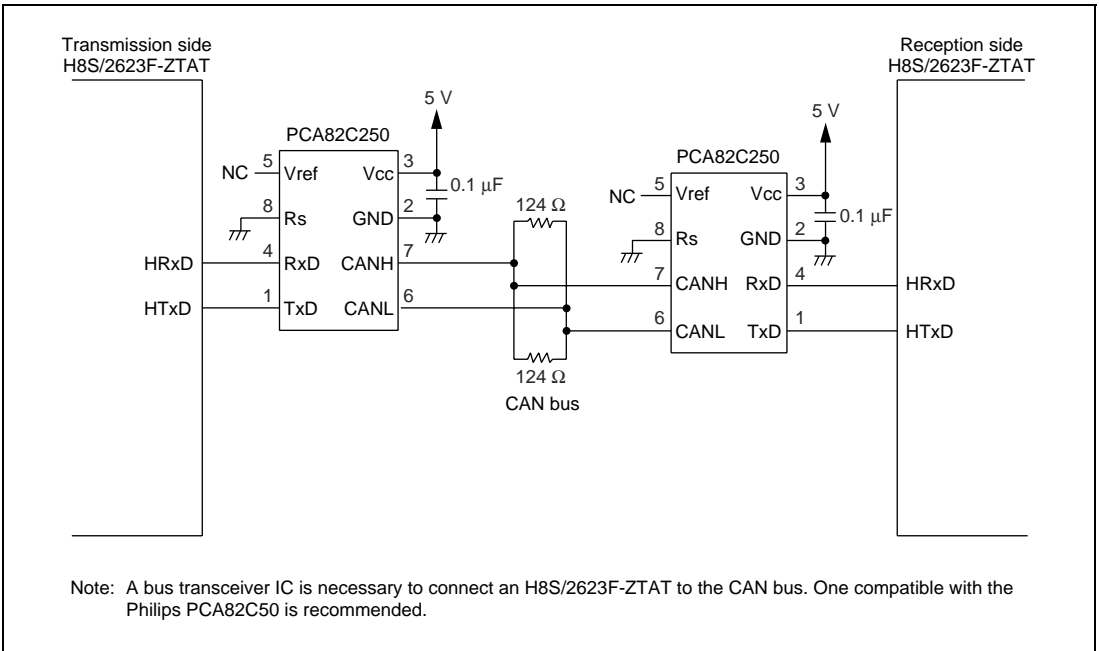 Transmission side
H8S/2623F-ZTAT
Reception side
H8S/2623F-ZTAT
5 V
5 V
PCA82C250
PCA82C250
NC 5 Vref Vcc 3
0.1 μF
8 Rs GND 2
HRxD 4 RxD CANH 7
HTxD 1 TxD CANL 6
124 Ω
124 Ω
CAN bus
NC 5 Vref Vcc 3
0.1 μF
8 Rs GND 2
7 CANH RxD 4 HRxD
6 CANL TxD 1 HTxD
Note: A bus transceiver IC is necessary to connect an H8S/2623F-ZTAT to the CAN bus. One compatible with the
Philips PCA82C50 is recommended.